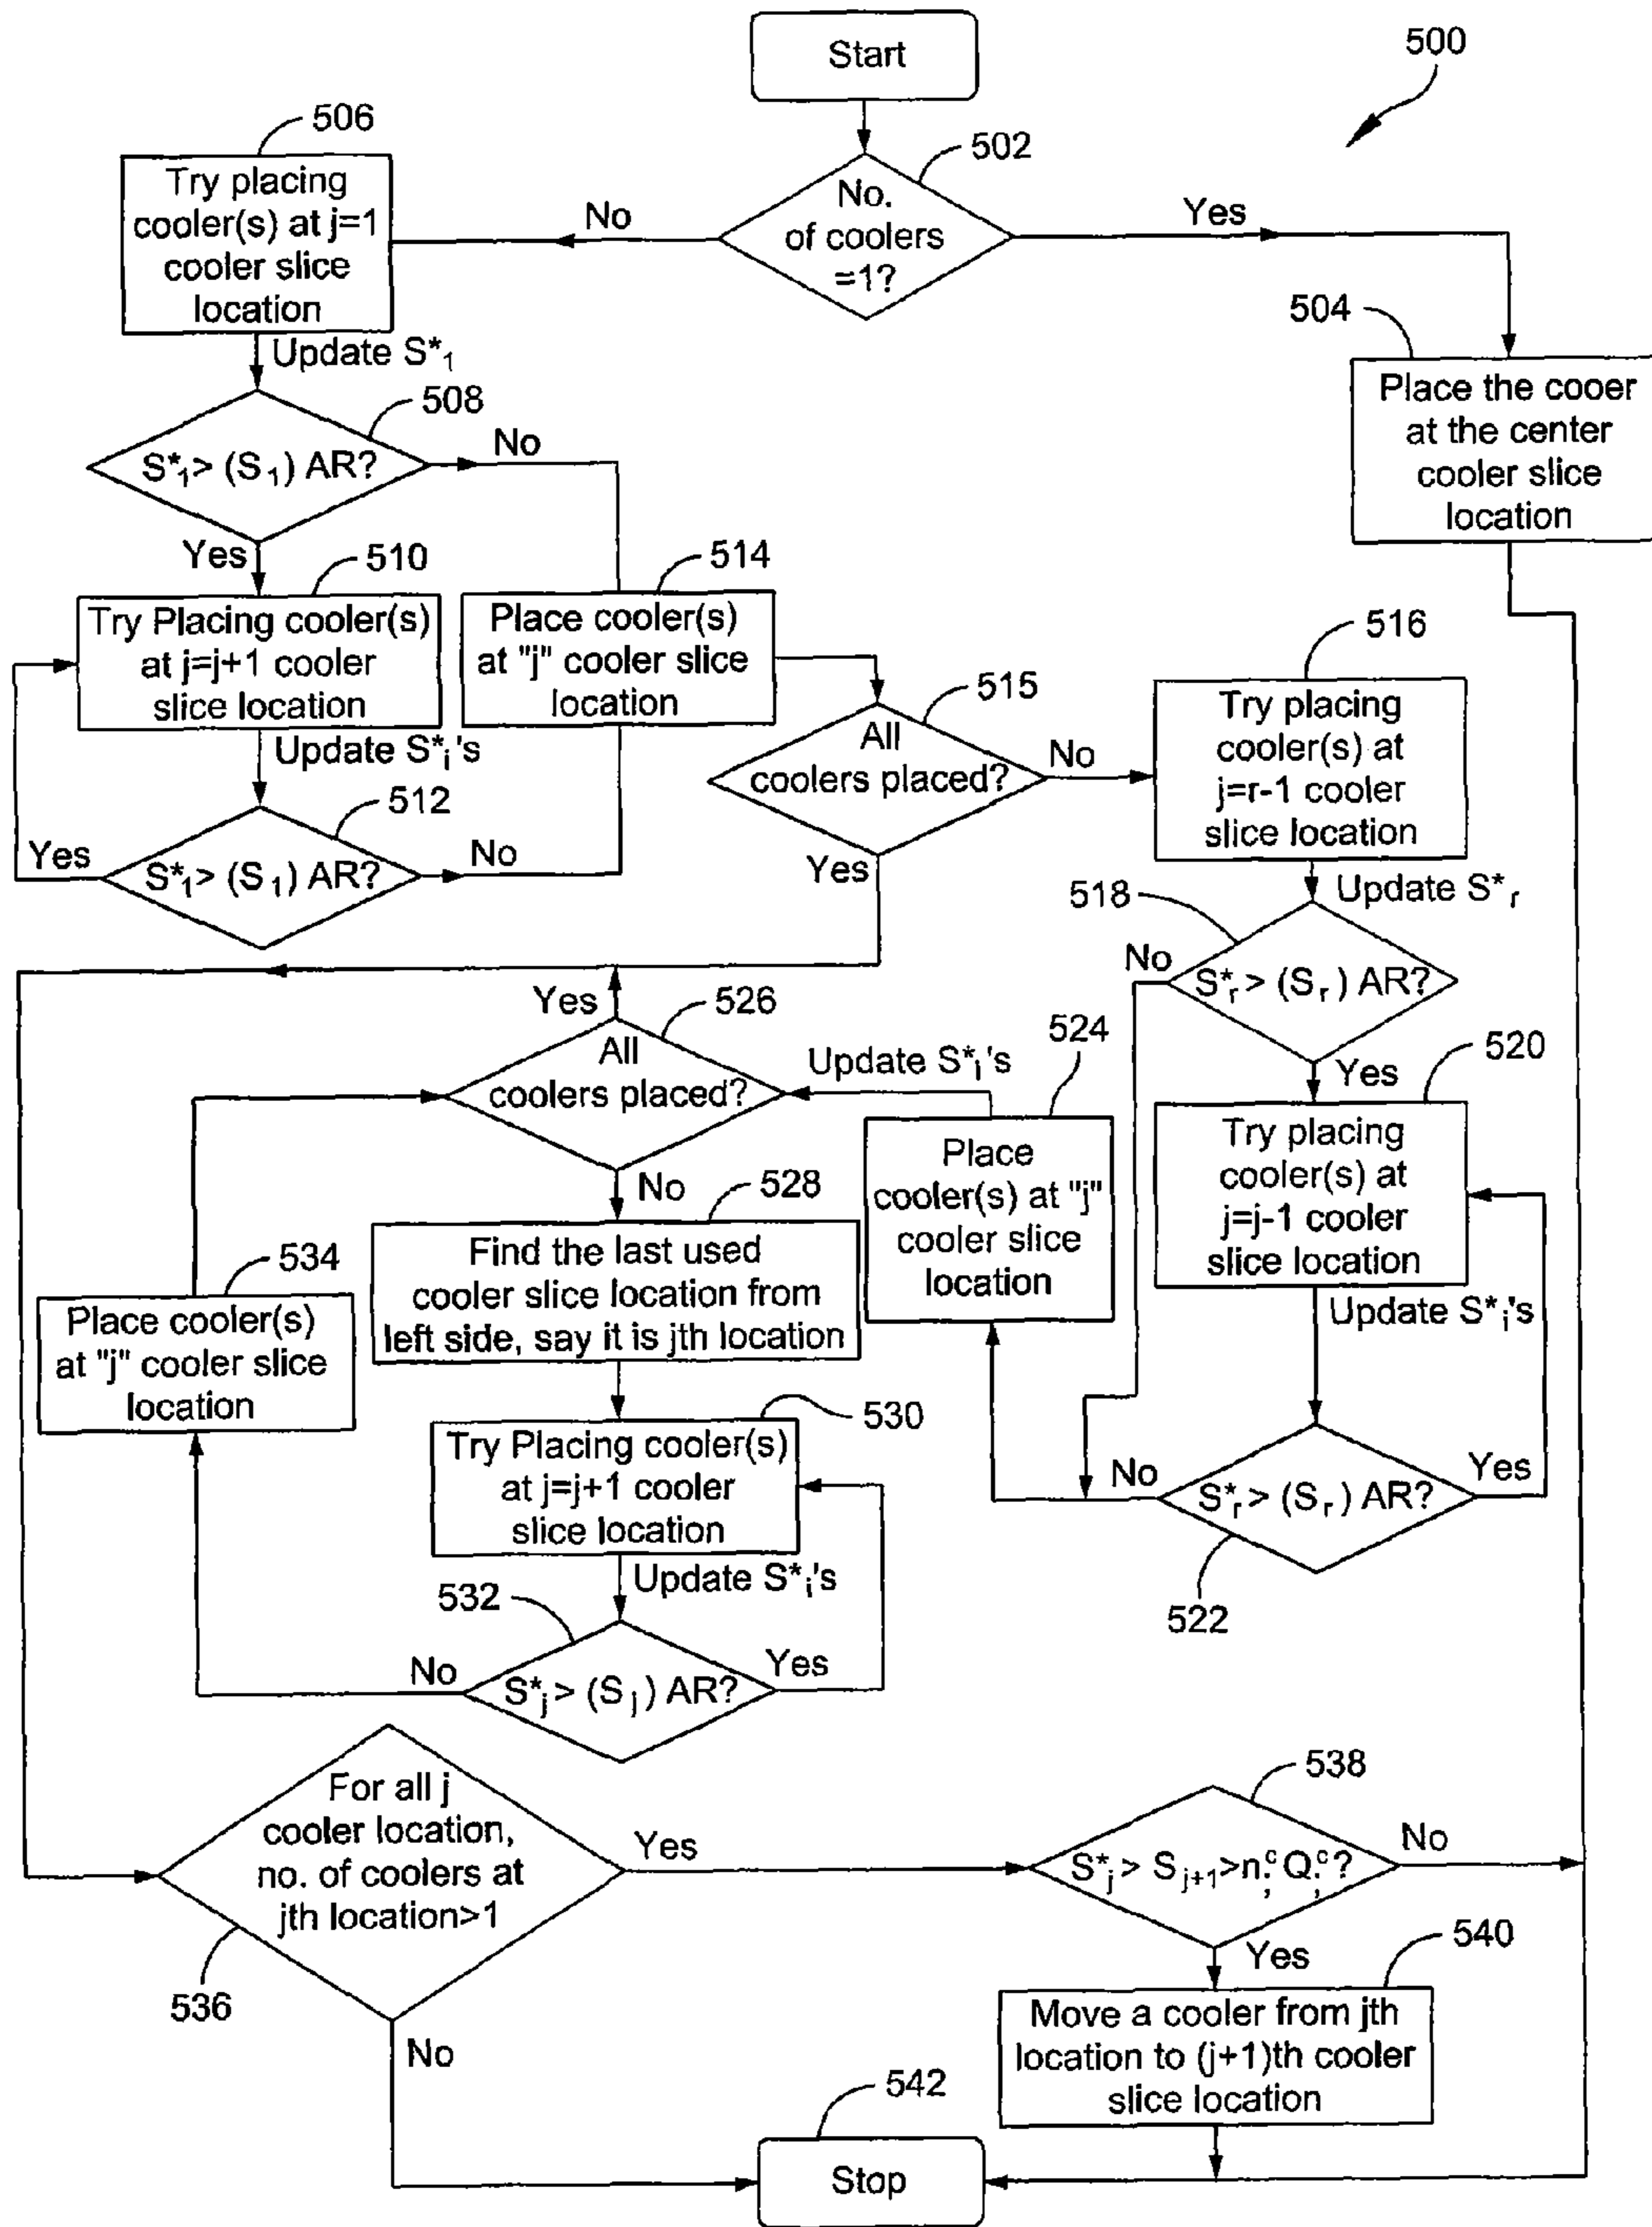 Start
500
502
No.
of coolers
=1?
No
Yes
506
Try placing
cooler(s) at j=1
cooler slice
location
Update S*1
504
Place the cooer
at the center
cooler slice
location
508
S*1> (S1) AR?
No
Yes
510
Try Placing cooler(s)
at j=j+1 cooler
slice location
Update S*i's
512
S*1> (S1) AR?
Yes
No
514
Place cooler(s)
at "j" cooler slice
location
515
All
coolers placed?
No
Yes
516
Try placing
cooler(s) at
j=r-1 cooler
slice location
Update S*r
518
S*r> (Sr) AR?
No
Yes
520
Try placing
cooler(s) at
j=j-1 cooler
slice location
Update S*i's
S*r> (Sr) AR?
No
Yes
522
524
Place
cooler(s) at "j"
cooler slice
location
Update S*i's
526
All
coolers placed?
Yes
No
528
Find the last used
cooler slice location from
left side, say it is jth location
530
Try Placing cooler(s)
at j=j+1 cooler
slice location
Update S*i's
532
S*j> (Sj) AR?
No
Yes
534
Place cooler(s)
at "j" cooler slice
location
For all j
cooler location,
no. of coolers at
jth location>1
536
Yes
No
538
S*j> Sj+1>n;c Q;c?
No
Yes
540
Move a cooler from jth
location to (j+1)th cooler
slice location
542
Stop